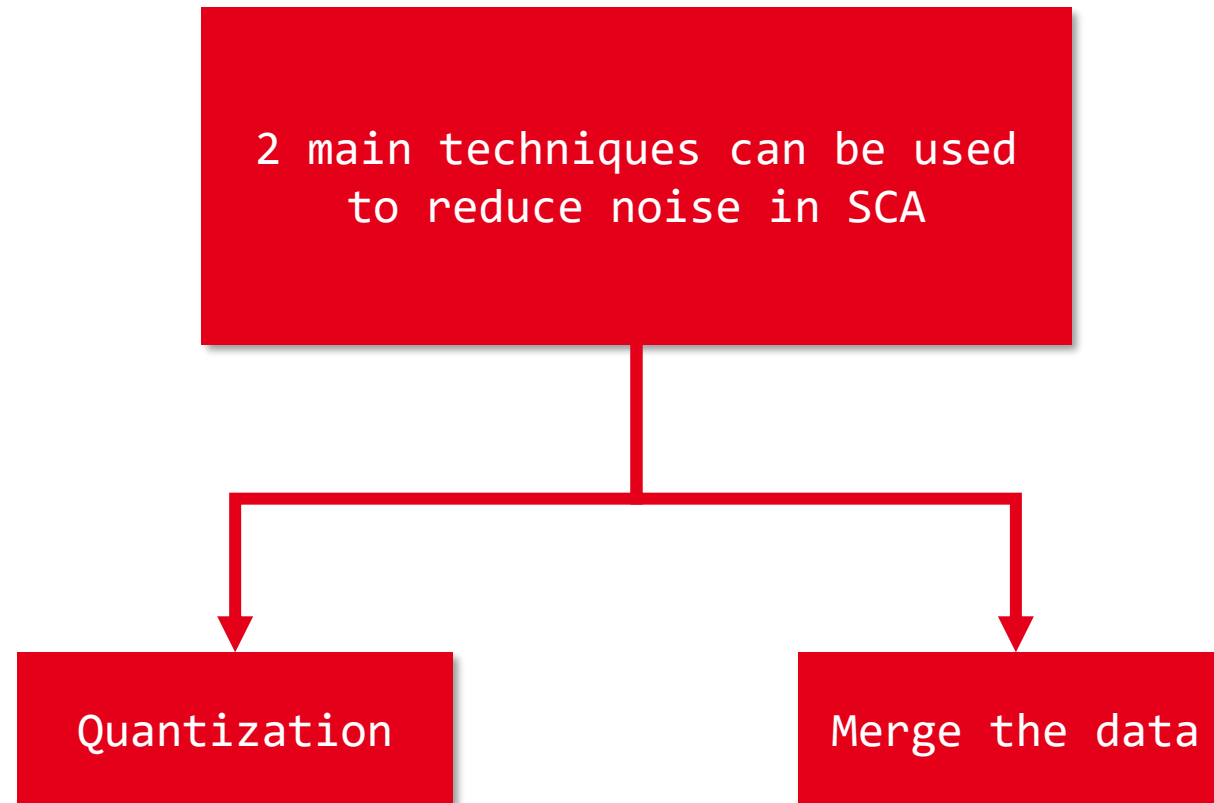 2 main techniques can be used
to reduce noise in SCA
Quantization
Merge the data